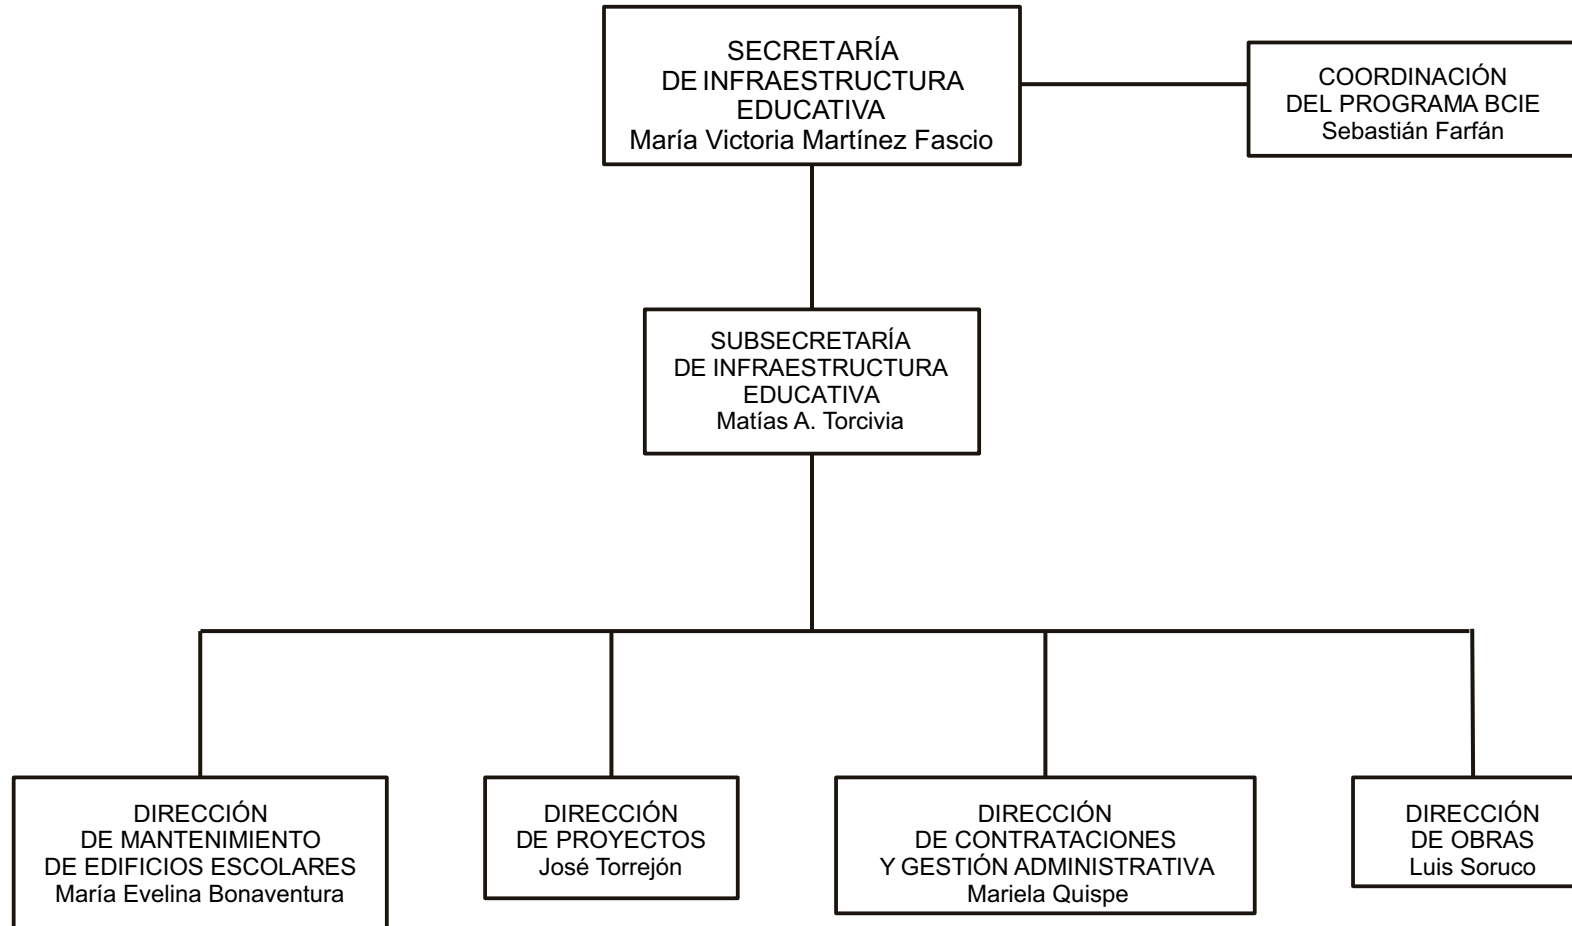 SECRETARÍA
DE INFRAESTRUCTURA
EDUCATIVA
María Victoria Martínez Fascio
COORDINACIÓN
DEL PROGRAMA BCIE
Sebastián Farfán
SUBSECRETARÍA
DE INFRAESTRUCTURA
EDUCATIVA
Matías A. Torcivia
DIRECCIÓN
DE MANTENIMIENTO
DE EDIFICIOS ESCOLARES
María Evelina Bonaventura
DIRECCIÓN
DE PROYECTOS
José Torrejón
DIRECCIÓN
DE CONTRATACIONES
Y GESTIÓN ADMINISTRATIVA
Mariela Quispe
DIRECCIÓN
DE OBRAS
Luis Soruco